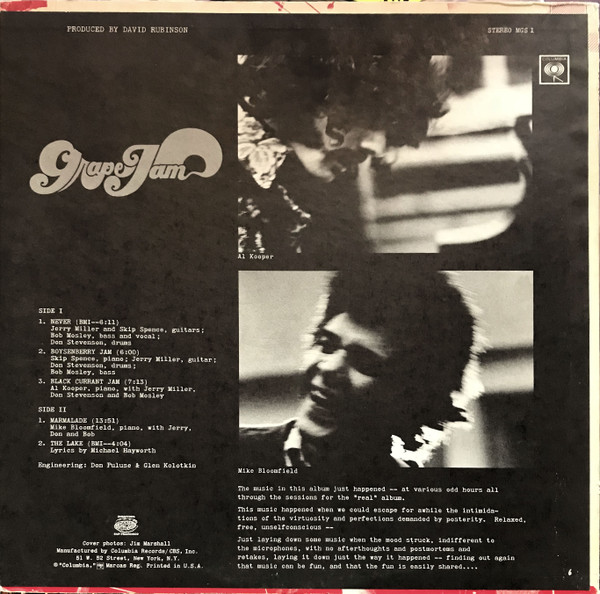 PRODUCED BY DAVID RUBINSON
STEREO MGS 1
COLUMBIA
Grape Jam
Al Kooper
SIDE I
1. NEVER (BMI--6:11)
Jerry Miller and Skip Spence, guitars;
Bob Mosley, bass and vocal;
Don Stevenson, drums
2. BOYSENBERRY JAM (6:00)
Skip Spence, piano; Jerry Miller, guitar;
Don Stevenson, drums;
Bob Mosley, bass
3. BLACK CURRANT JAM (7:13)
Al Kooper, piano, with Jerry Miller,
Don Stevenson and Bob Mosley
SIDE II
1. MARMALADE (13:51)
Mike Bloomfield, piano, with Jerry,
Don and Bob
2. THE LAKE (BMI--4:04)
Lyrics by Michael Hayworth
Engineering: Don Puluse & Glen Kolotkin
Mike Bloomfield
The music in this album just happened -- at various odd hours all
through the sessions for the "real" album.
This music happened when we could escape for awhile the intimida-
tions of the virtuosity and perfections demanded by posterity. Relaxed,
free, unselfconscious --
Just laying down some music when the mood struck, indifferent to
the microphones, with no afterthoughts and postmortems and
retakes, laying it down just the way it happened -- finding out again
that music can be fun, and that the fun is easily shared....
Cover photos: Jim Marshall
Manufactured by Columbia Records/CBS, Inc.
51 W. 52 Street, New York, N.Y.
® "Columbia," Marcas Reg. Printed in U.S.A.
6